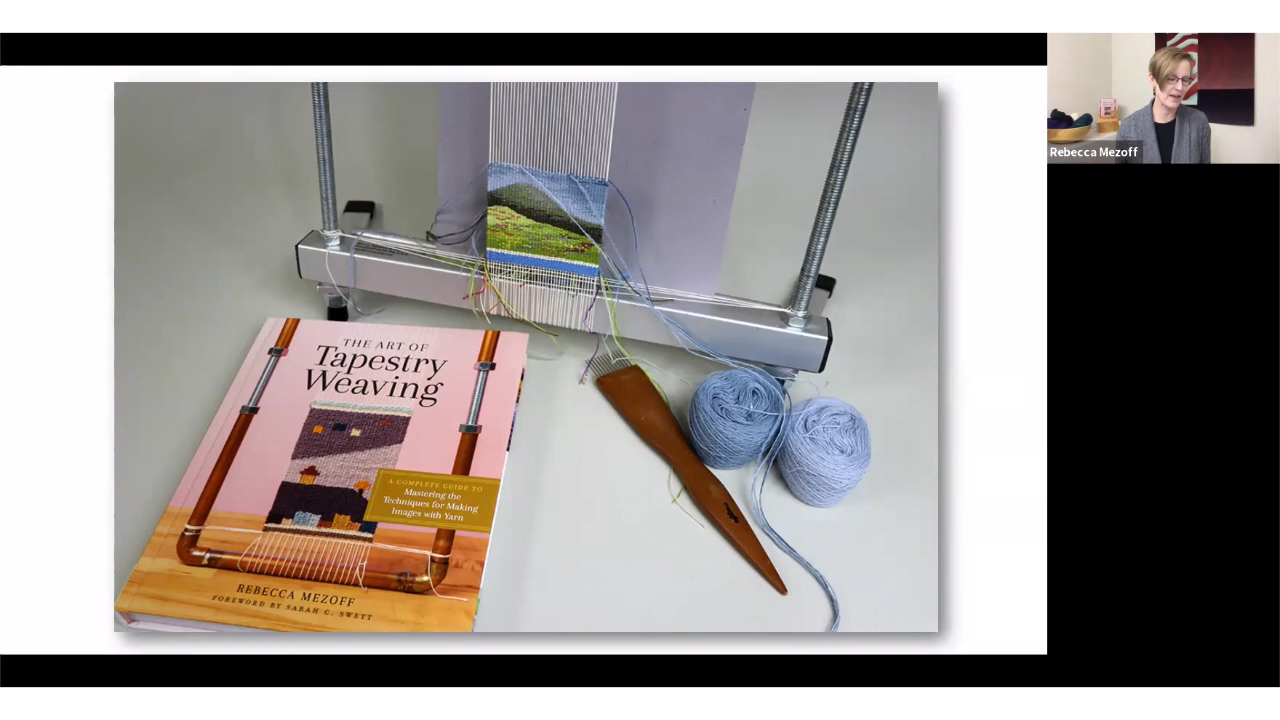 THE ART OF
Tapestry
Weaving
A COMPLETE GUIDE TO
Mastering the
Techniques for Making
Images with Yarn
REBECCA MEZOFF
FOREWORD BY SARAH C. SWETT
Rebecca Mezoff